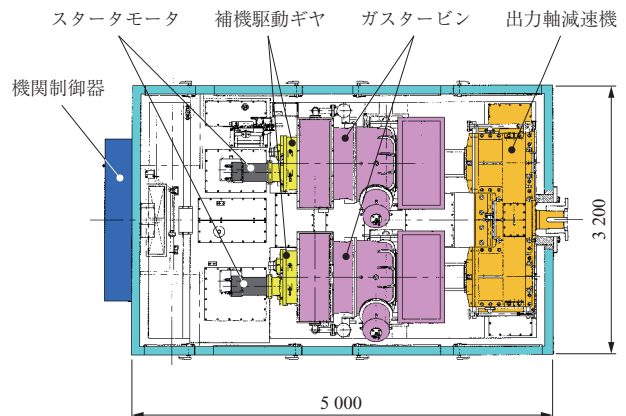 スタータモータ
補機駆動ギヤ
ガスタービン
出力軸減速機
機関制御器
3 200
5 000